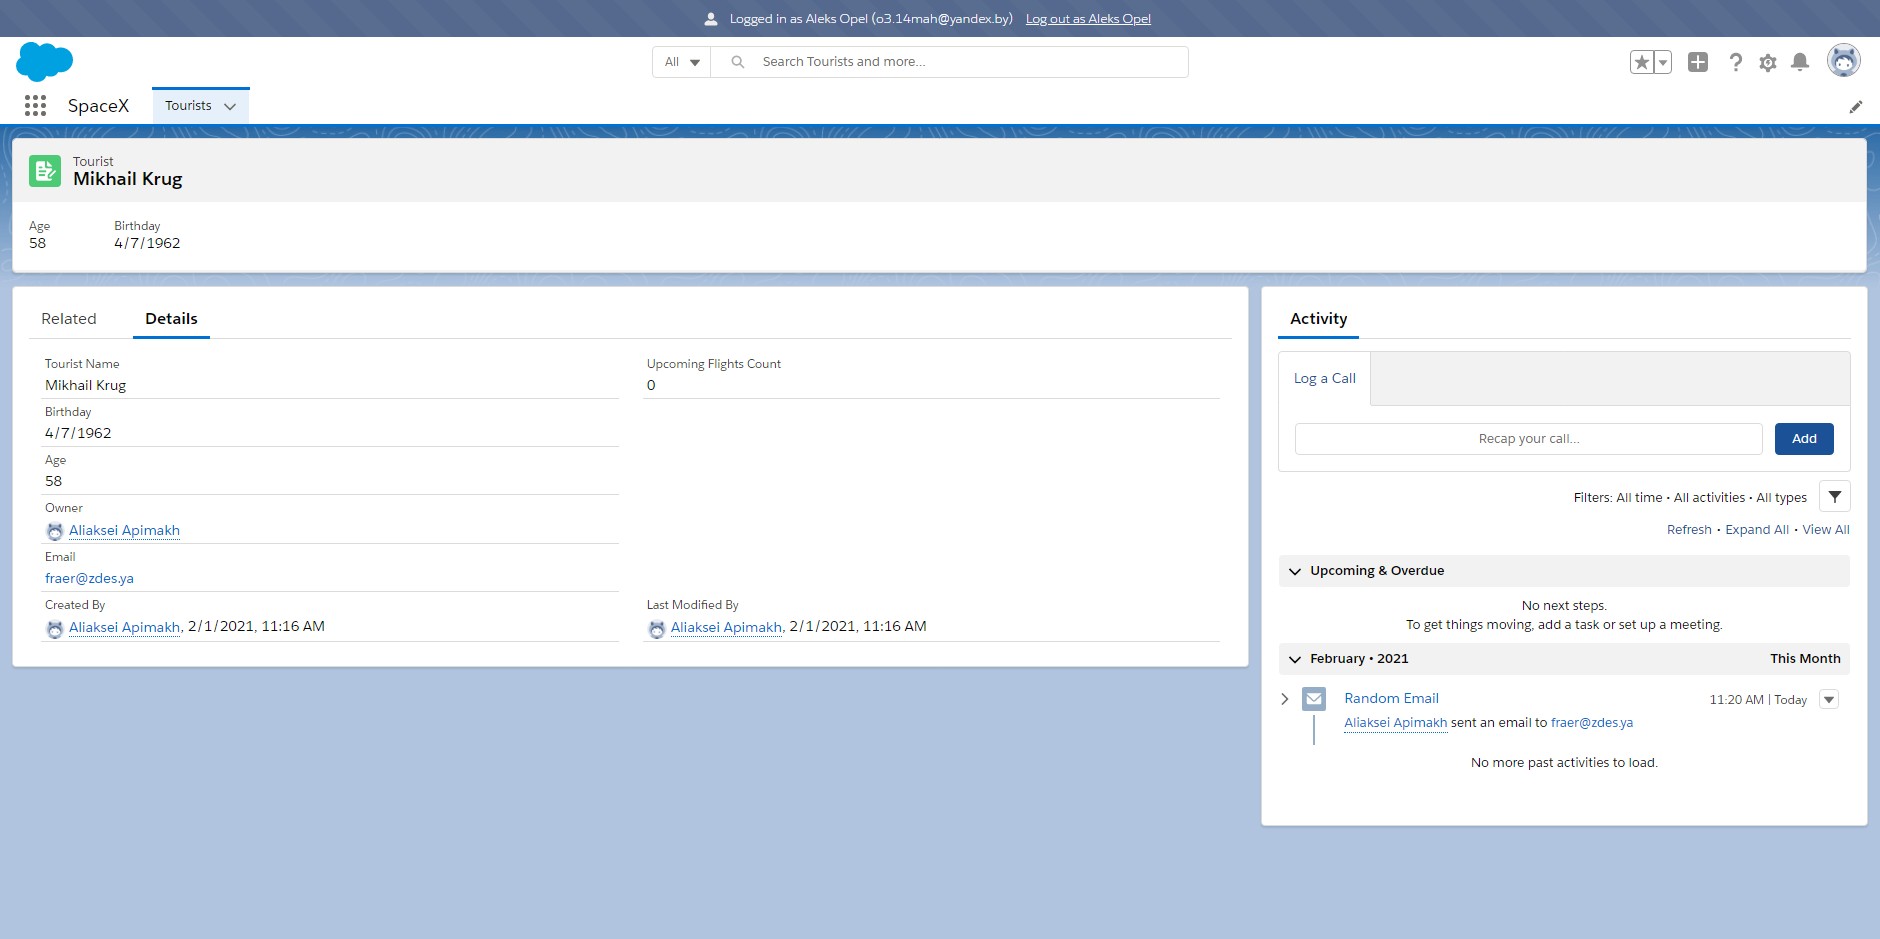 Logged in as Aleks Opel (o3.14mah@yandex.by) Log out as Aleks Opel
All Search Tourists and more...
SpaceX Tourists
Tourist
Mikhail Krug
Age Birthday
58 4/7/1962
Related Details
Tourist Name Upcoming Flights Count
Mikhail Krug 0
Birthday
4/7/1962
Age
58
Owner
Aliaksei Apimakh
Email
fraer@zdes.ya
Created By Last Modified By
Aliaksei Apimakh, 2/1/2021, 11:16 AM Aliaksei Apimakh, 2/1/2021, 11:16 AM
Activity
Log a Call
Recap your call... Add
Filters: All time • All activities • All types
Refresh • Expand All • View All
Upcoming & Overdue
No next steps.
To get things moving, add a task or set up a meeting.
February • 2021 This Month
Random Email 11:20 AM | Today
Aliaksei Apimakh sent an email to fraer@zdes.ya
No more past activities to load.